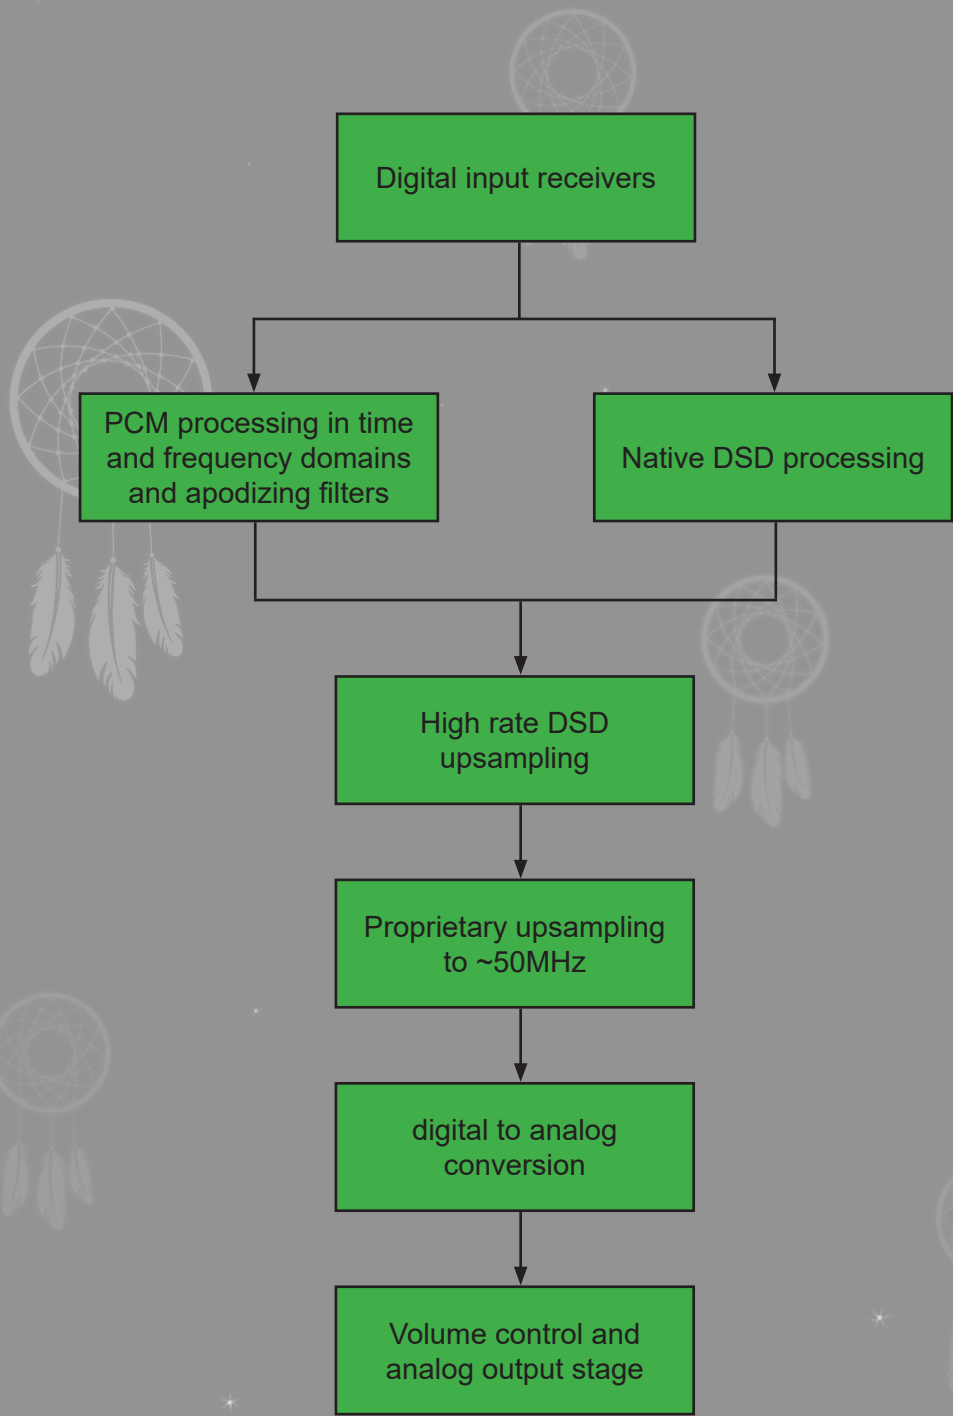 Digital input receivers
PCM processing in time
and frequency domains
and apodizing filters
Native DSD processing
High rate DSD
upsampling
Proprietary upsampling
to ~50MHz
digital to analog
conversion
Volume control and
analog output stage